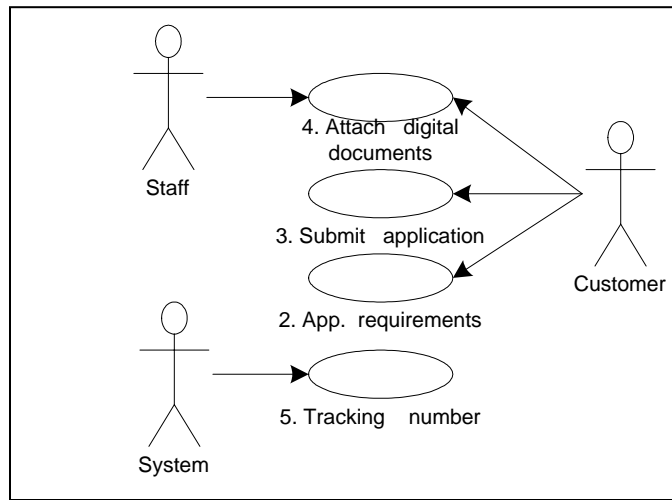 4. Attach digital
documents
Staff
3. Submit application
Customer
2. App. requirements
5. Tracking number
System